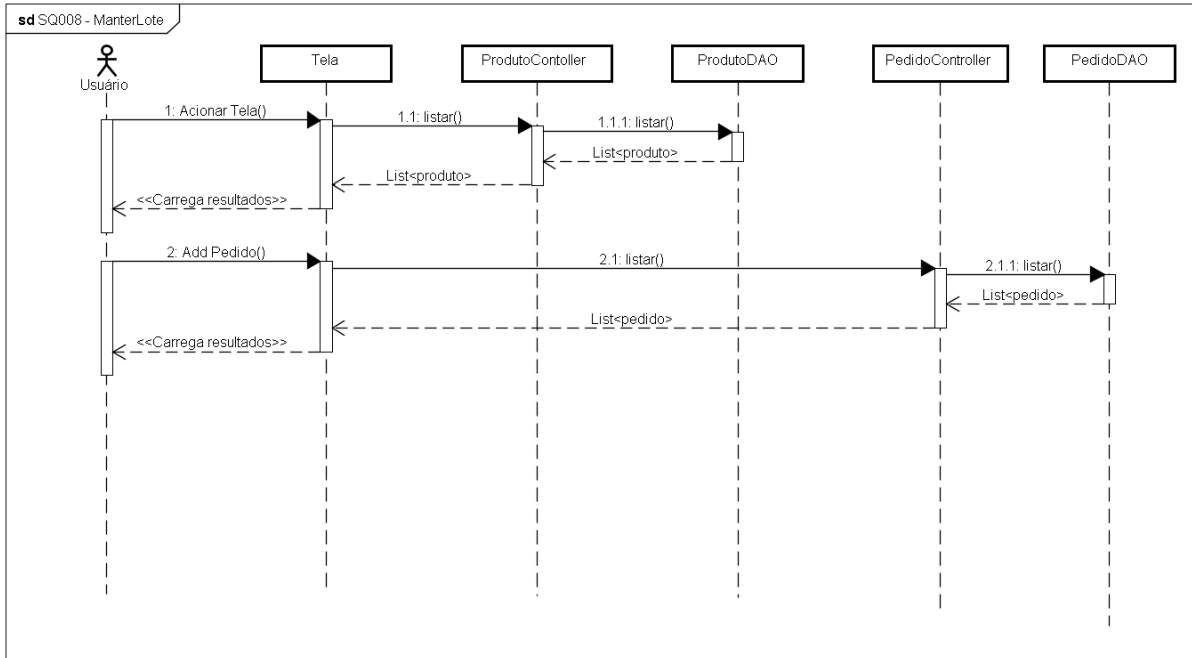 sd SQ008 - ManterLote
Usuário
Tela
ProdutoContoller
ProdutoDAO
PedidoController
PedidoDAO
1: Acionar Tela()
1.1: listar()
1.1.1: listar()
List<produto>
List<produto>
<<Carrega resultados>>
2: Add Pedido()
2.1: listar()
2.1.1: listar()
List<pedido>
List<pedido>
<<Carrega resultados>>